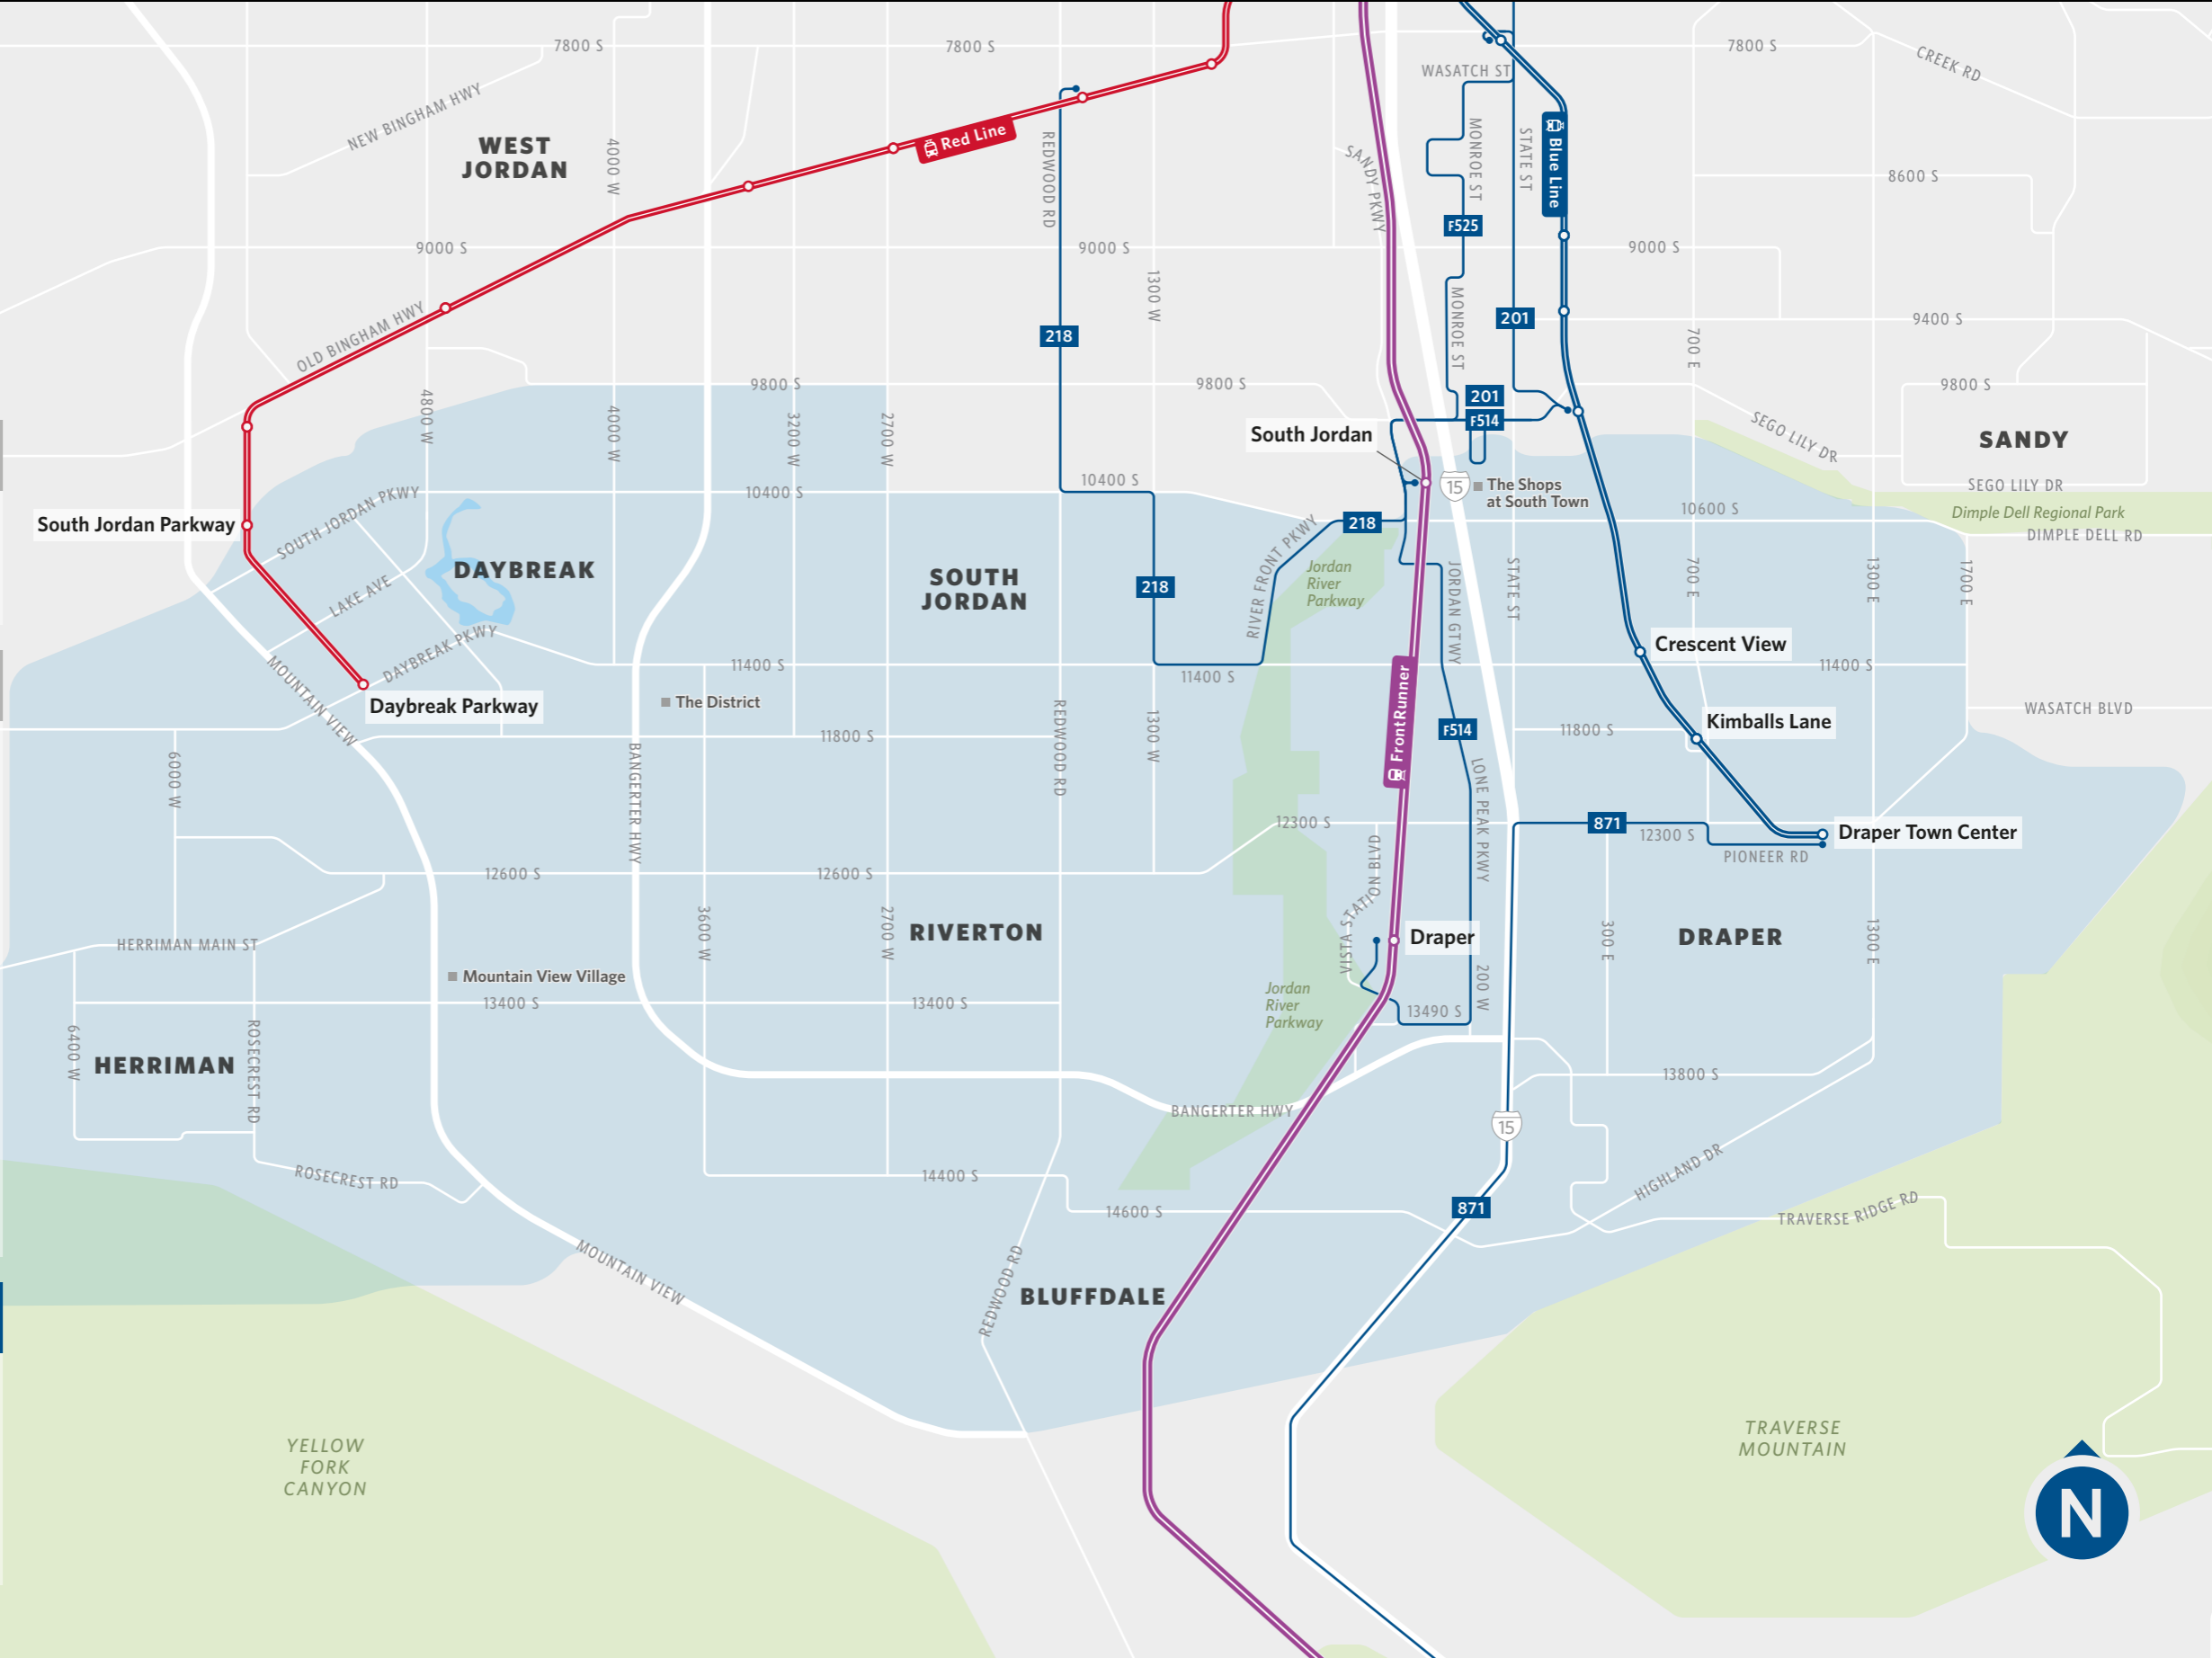 7800 S
7800 S
7800 S
CREEK RD
WASATCH ST
NEW BINGHAM HWY
WEST
JORDAN
4000 W
Red Line
REDWOOD RD
SANDY PKWY
MONROE ST
STATE ST
Blue Line
8600 S
F525
9000 S
9000 S
9000 S
1300 W
MONROE ST
OLD BINGHAM HWY
218
201
9400 S
700 E
9800 S
9800 S
9800 S
4800 W
4000 W
3200 W
2700 W
201
F514
South Jordan
SEGO LILY DR
SANDY
10400 S
10400 S
15
The Shops
at South Town
SEGO LILY DR
SOUTH JORDAN PKWY
South Jordan Parkway
218
10600 S
Dimple Dell Regional Park
DIMPLE DELL RD
DAYBREAK
SOUTH
JORDAN
RIVER FRONT PKWY
Jordan
River
Parkway
JORDAN GTWY
STATE ST
700 E
1300 E
1700 E
LAKE AVE
218
DAYBREAK PKWY
11400 S
11400 S
Crescent View
11400 S
MOUNTAIN VIEW
Daybreak Parkway
The District
FrontRunner
Kimballs Lane
WASATCH BLVD
REDWOOD RD
1300 W
F514
11800 S
11800 S
6000 W
BANGERTER HWY
LONE PEAK PKWY
12300 S
871
12300 S
Draper Town Center
PIONEER RD
12600 S
12600 S
VISTA STATION BLVD
3600 W
2700 W
RIVERTON
Draper
300 E
DRAPER
1300 E
HERRIMAN MAIN ST
Mountain View Village
200 W
13400 S
13400 S
Jordan
River
Parkway
13490 S
6400 W
HERRIMAN
ROSECREST RD
13800 S
BANGERTER HWY
15
ROSECREST RD
14400 S
HIGHLAND DR
14600 S
871
TRAVERSE RIDGE RD
MOUNTAIN VIEW
REDWOOD RD
BLUFFDALE
YELLOW
FORK
CANYON
TRAVERSE
MOUNTAIN
N